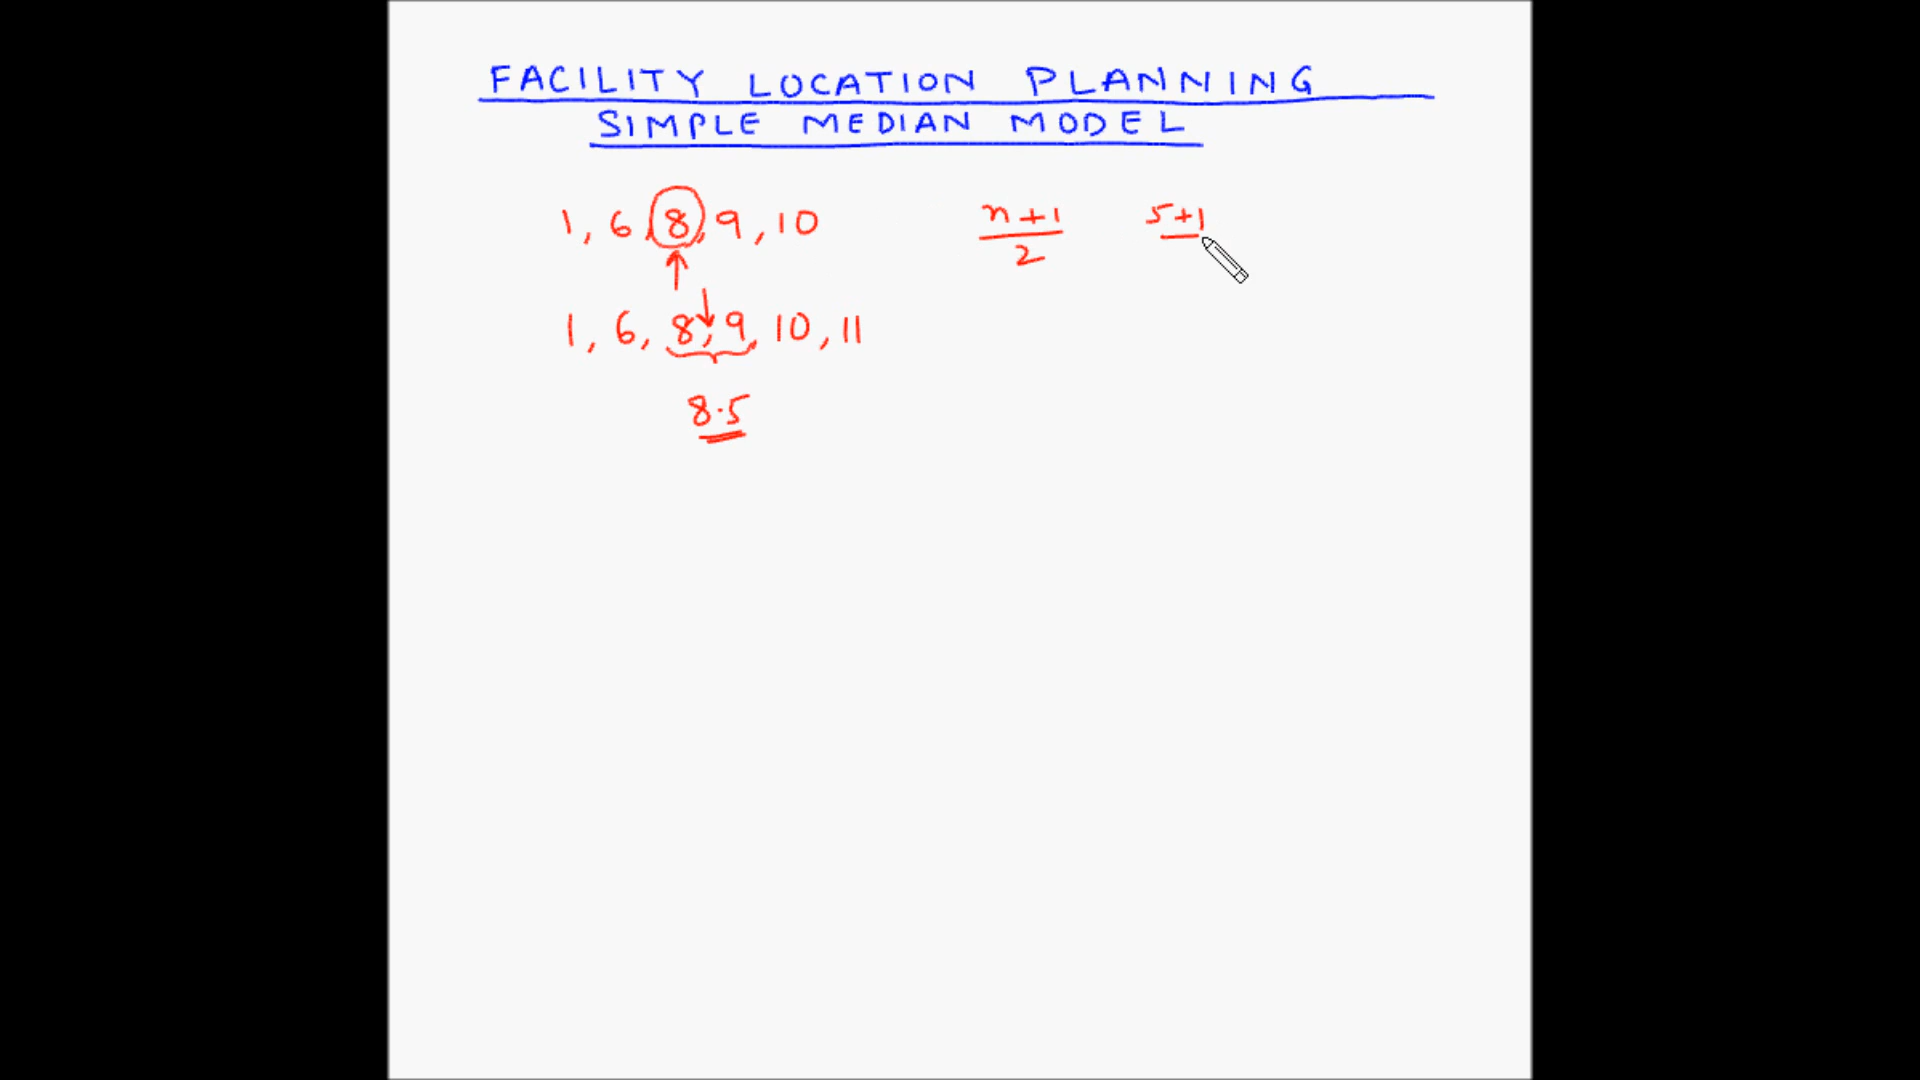 FACILITY LOCATION PLANNING
SIMPLE MEDIAN MODEL
1, 6, 8, 9, 10
n+1
2
5+1
1, 6, 8, 9, 10, 11
8.5